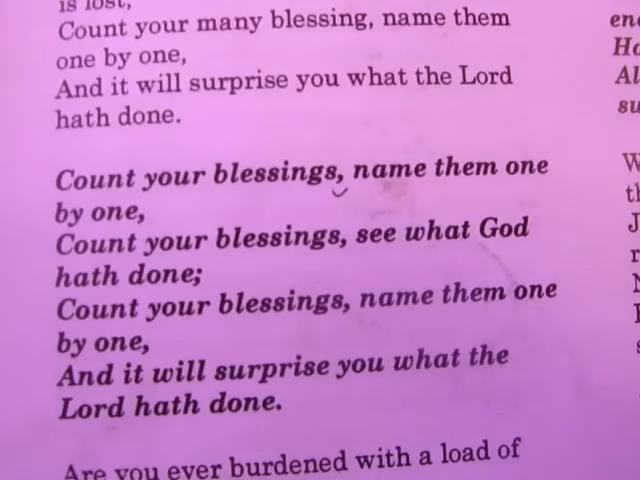 is lost,
Count your many blessing, name them
one by one,
And it will surprise you what the Lord
hath done.
Count your blessings, name them one
by one,
Count your blessings, see what God
hath done;
Count your blessings, name them one
by one,
And it will surprise you what the
Lord hath done.
Are you ever burdened with a load of